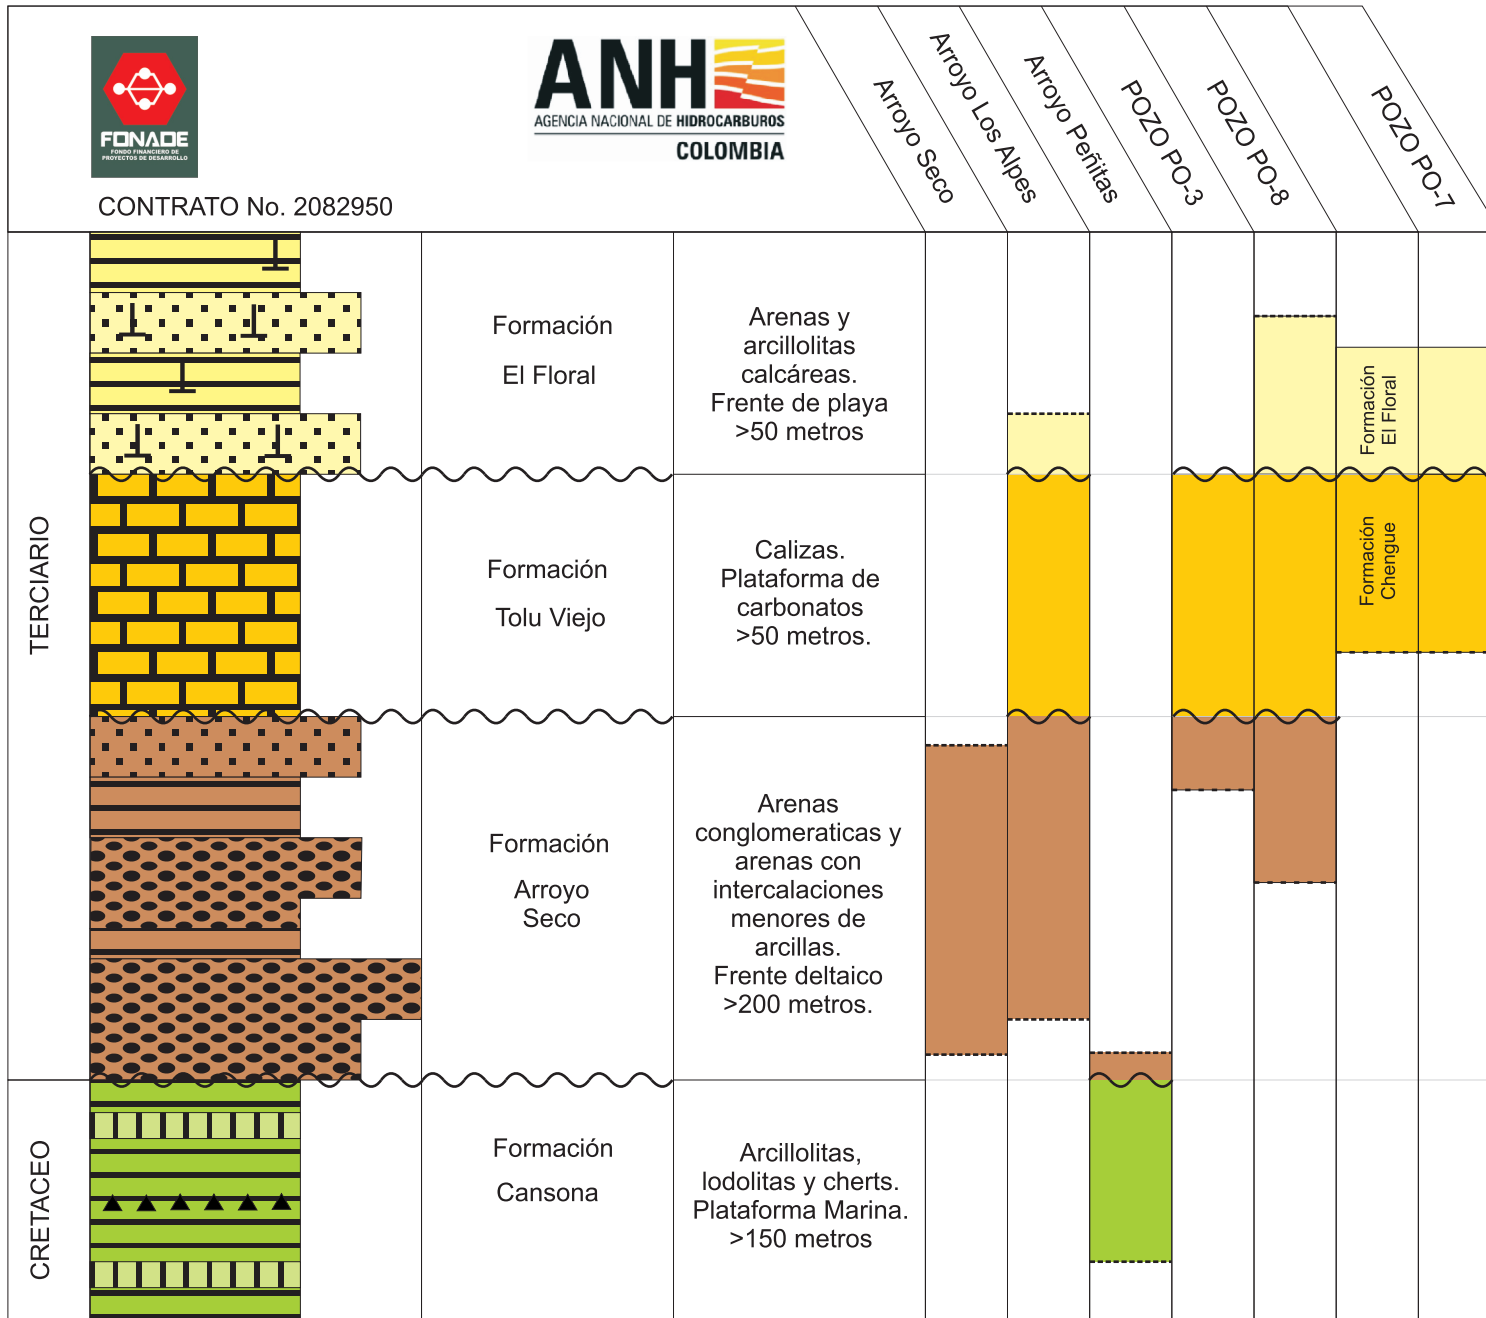 FONADE
FONDO FINANCIERO DE
PROYECTOS DE DESARROLLO
ANH
AGENCIA NACIONAL DE HIDROCARBUROS
COLOMBIA
CONTRATO No. 2082950
Arroyo Seco
Arroyo Los Alpes
Arroyo Peñitas
POZO PO-3
POZO PO-8
POZO PO-7
TERCIARIO
Formación
El Floral
Arenas y
arcillolitas
calcáreas.
Frente de playa
>50 metros
Formación
El Floral
Formación
Tolu Viejo
Calizas.
Plataforma de
carbonatos
>50 metros.
Formación
Chengue
Formación
Arroyo
Seco
Arenas
conglomeraticas y
arenas con
intercalaciones
menores de
arcillas.
Frente deltaico
>200 metros.
CRETACEO
Formación
Cansona
Arcillolitas,
lodolitas y cherts.
Plataforma Marina.
>150 metros